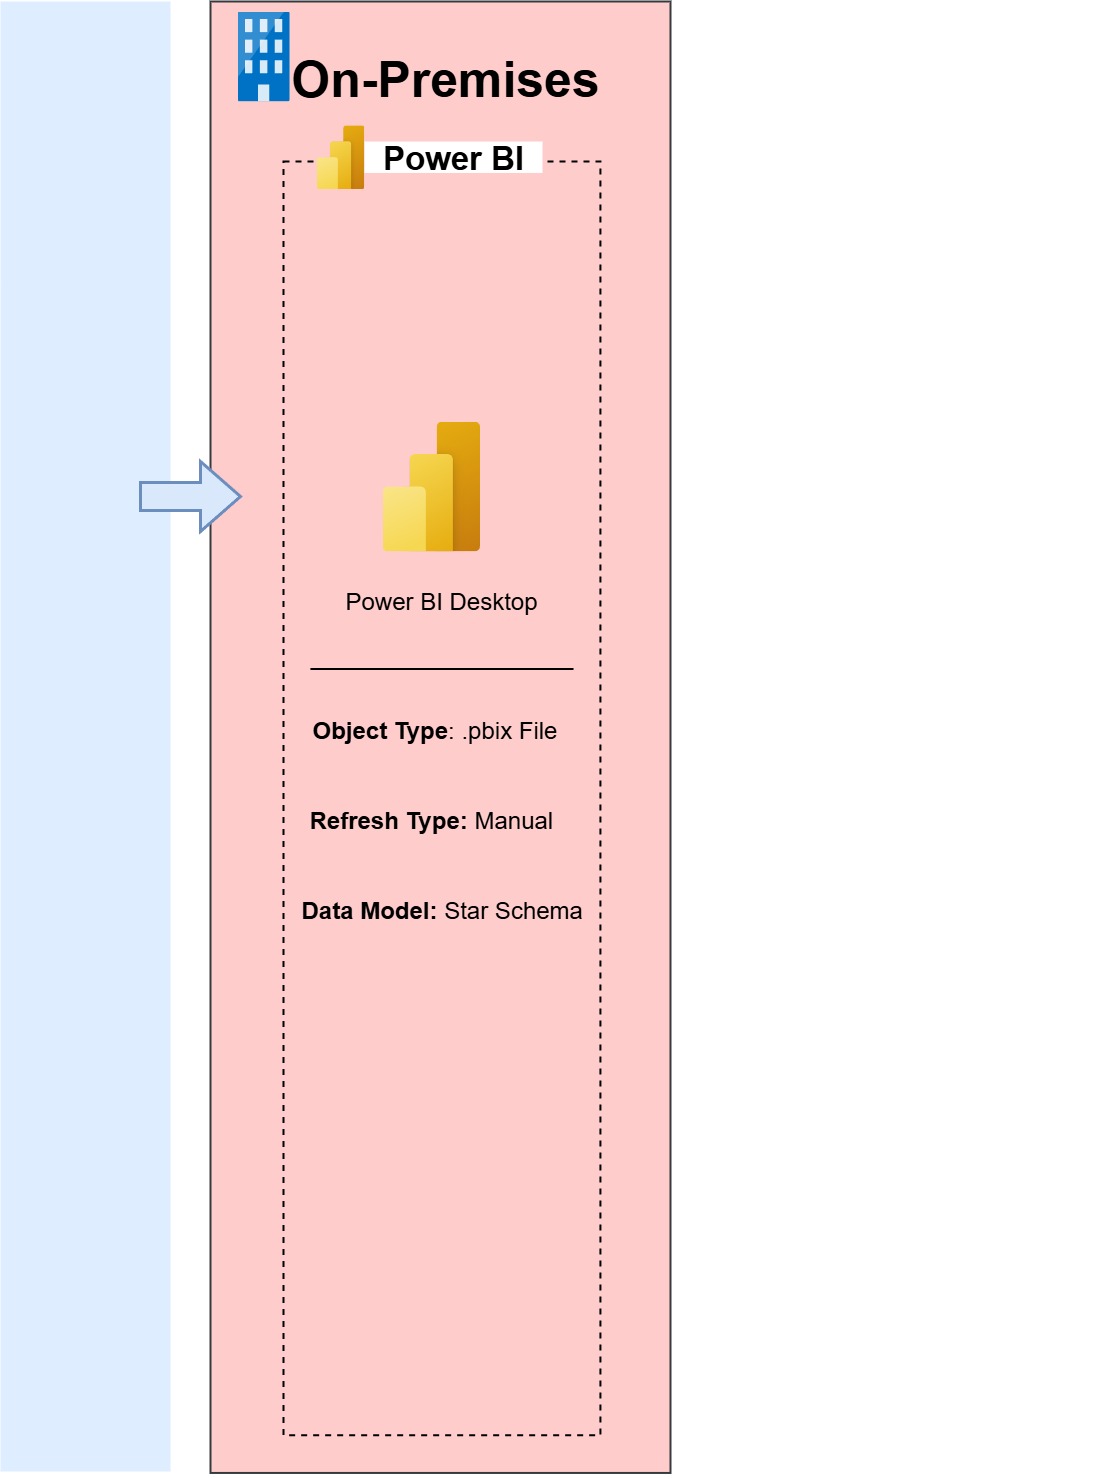 On-Premises
Power BI
Power BI Desktop
Object Type: .pbix File
Refresh Type: Manual
Data Model: Star Schema